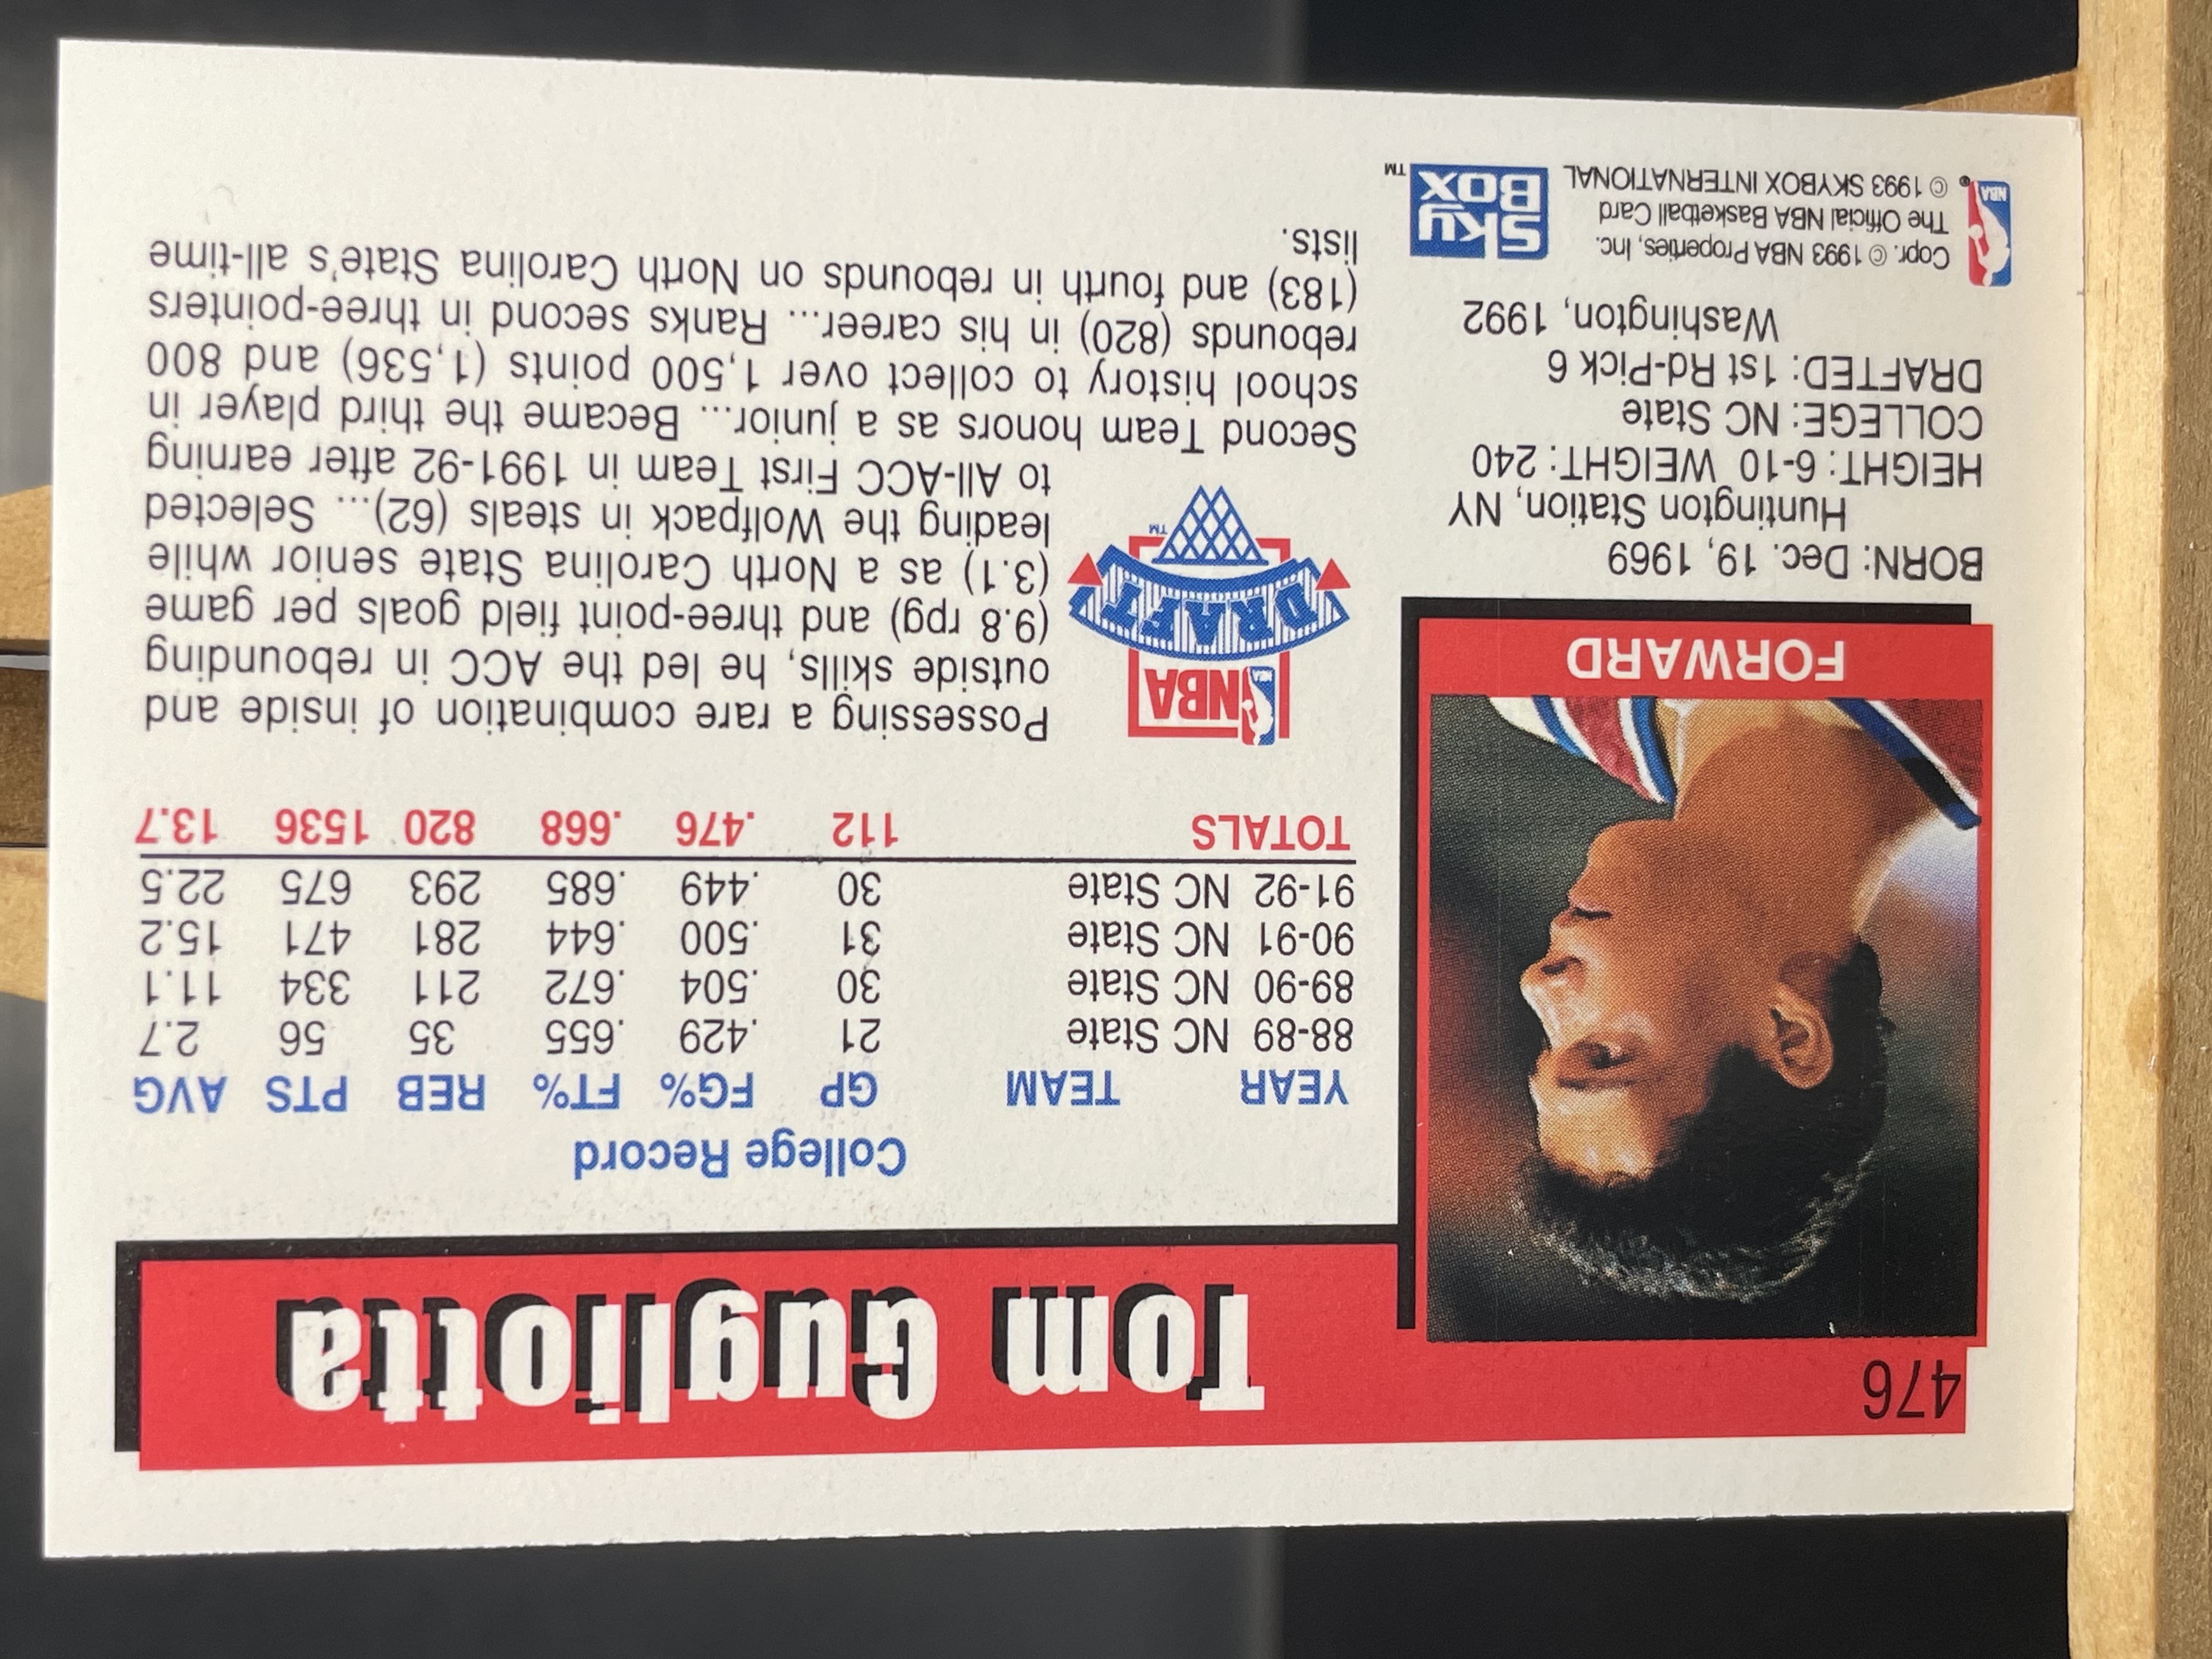 476
Tom Gugliotta
FORWARD
BORN: Dec. 19, 1969
Huntington Station, NY
HEIGHT: 6-10 WEIGHT: 240
COLLEGE: NC State
DRAFTED: 1st Rd-Pick 6
Washington, 1992
Copr. © 1993 NBA Properties, Inc.
The Official NBA Basketball Card
© 1993 SKYBOX INTERNATIONAL
NBA
SKY
BOX™
College Record
YEAR TEAM GP FG% FT% REB PTS AVG
88-89 NC State 21 .429 .655 35 56 2.7
89-90 NC State 30 .504 .672 211 334 11.1
90-91 NC State 31 .500 .644 281 471 15.2
91-92 NC State 30 .449 .685 293 675 22.5
TOTALS 112 .476 .668 820 1536 13.7
NBA
NBA
DRAFT
™
Possessing a rare combination of inside and
outside skills, he led the ACC in rebounding
(9.8 rpg) and three-point field goals per game
(3.1) as a North Carolina State senior while
leading the Wolfpack in steals (62)... Selected
to All-ACC First Team in 1991-92 after earning
Second Team honors as a junior... Became the third player in
school history to collect over 1,500 points (1,536) and 800
rebounds (820) in his career... Ranks second in three-pointers
(183) and fourth in rebounds on North Carolina State's all-time
lists.